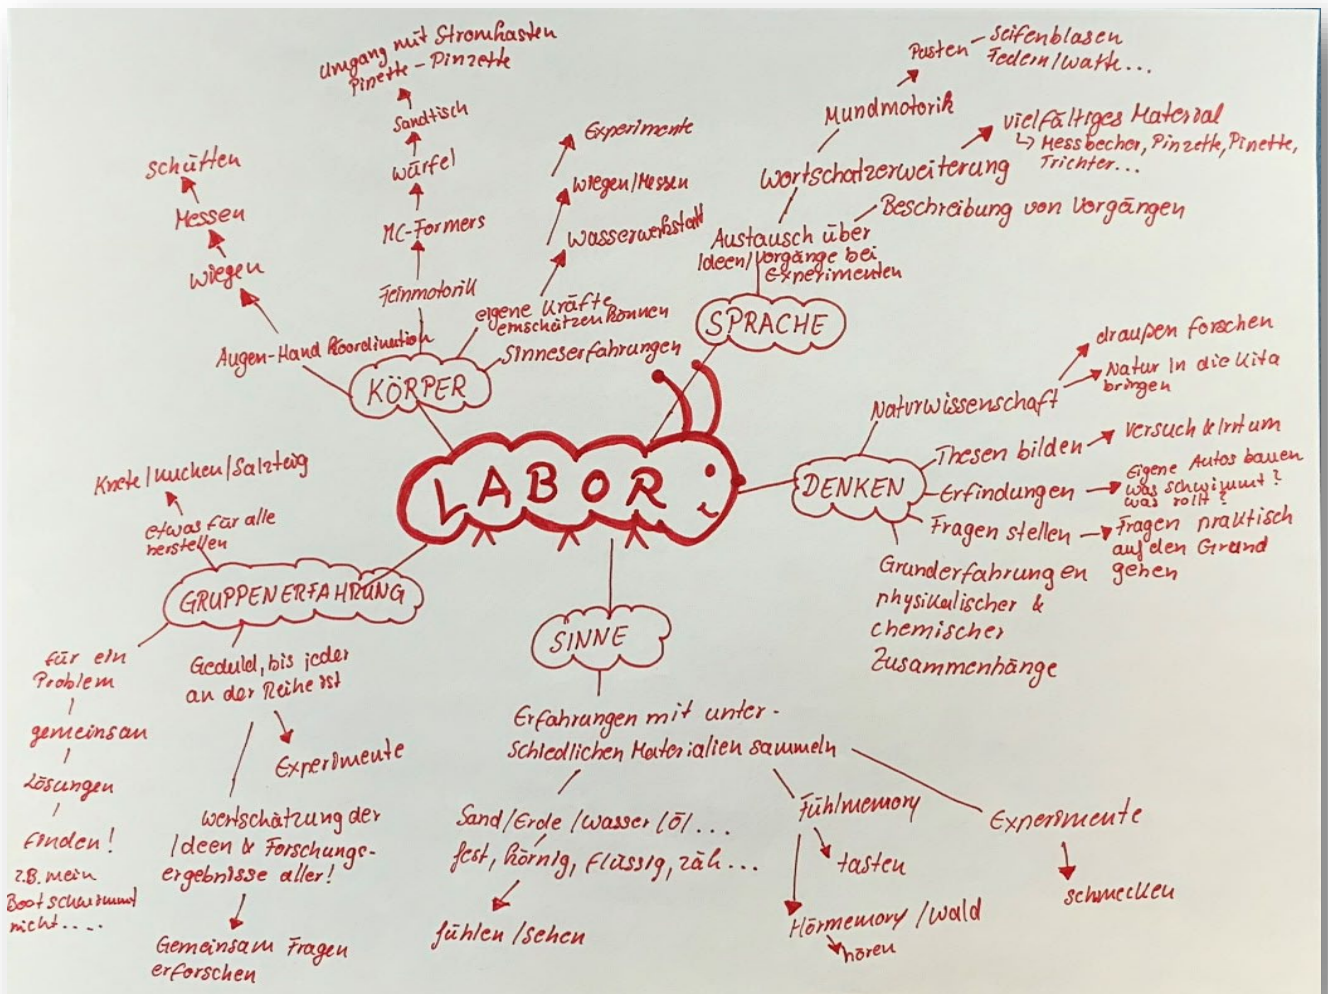 Umgang mit Stromkasten
Pinette - Pinzette
Sandtisch
Würfel
MC-Formers
Feinmotorik
Schütten
Messen
Wiegen
Augen-Hand Koordination
Experimente
Wiegen/Messen
Wasserwerkstatt
eigene Kräfte
einschätzen können
Sinneserfahrungen
KÖRPER
Pusten - Seifenblasen
Federn/Watte...
Mundmotorik
vielfältiges Material
↳ Messbecher, Pinzette, Pinette,
Trichter...
Wortschatzerweiterung
Beschreibung von Vorgängen
Austausch über
Ideen/Vorgänge bei
Experimenten
SPRACHE
LABOR
draußen forschen
Natur in die Kita
bringen
Naturwissenschaft
Thesen bilden
Versuch & Irrtum
DENKEN
Erfindungen
Eigene Autos bauen
Was schwimmt?
Was rollt?
Fragen stellen
Fragen praktisch
auf den Grund
gehen
Grunderfahrungen
physikalischer &
chemischer
Zusammenhänge
Knete/Kuchen/Salzteig
etwas für alle
herstellen
GRUPPENERFAHRUNG
für ein
Problem
gemeinsam
Lösungen
finden!
z.B. mein
Boot schwimmt
nicht....
Geduld, bis jeder
an der Reihe ist
Experimente
Wertschätzung der
Ideen & Forschungs-
ergebnisse aller!
Gemeinsam Fragen
erforschen
SINNE
Erfahrungen mit unter-
schiedlichen Materialien sammeln
Sand/Erde/Wasser/Öl...
fest, körnig, flüssig, zäh...
fühlen/sehen
Fühlmemory
tasten
Hörmemory/Wald
hören
Experimente
schmecken